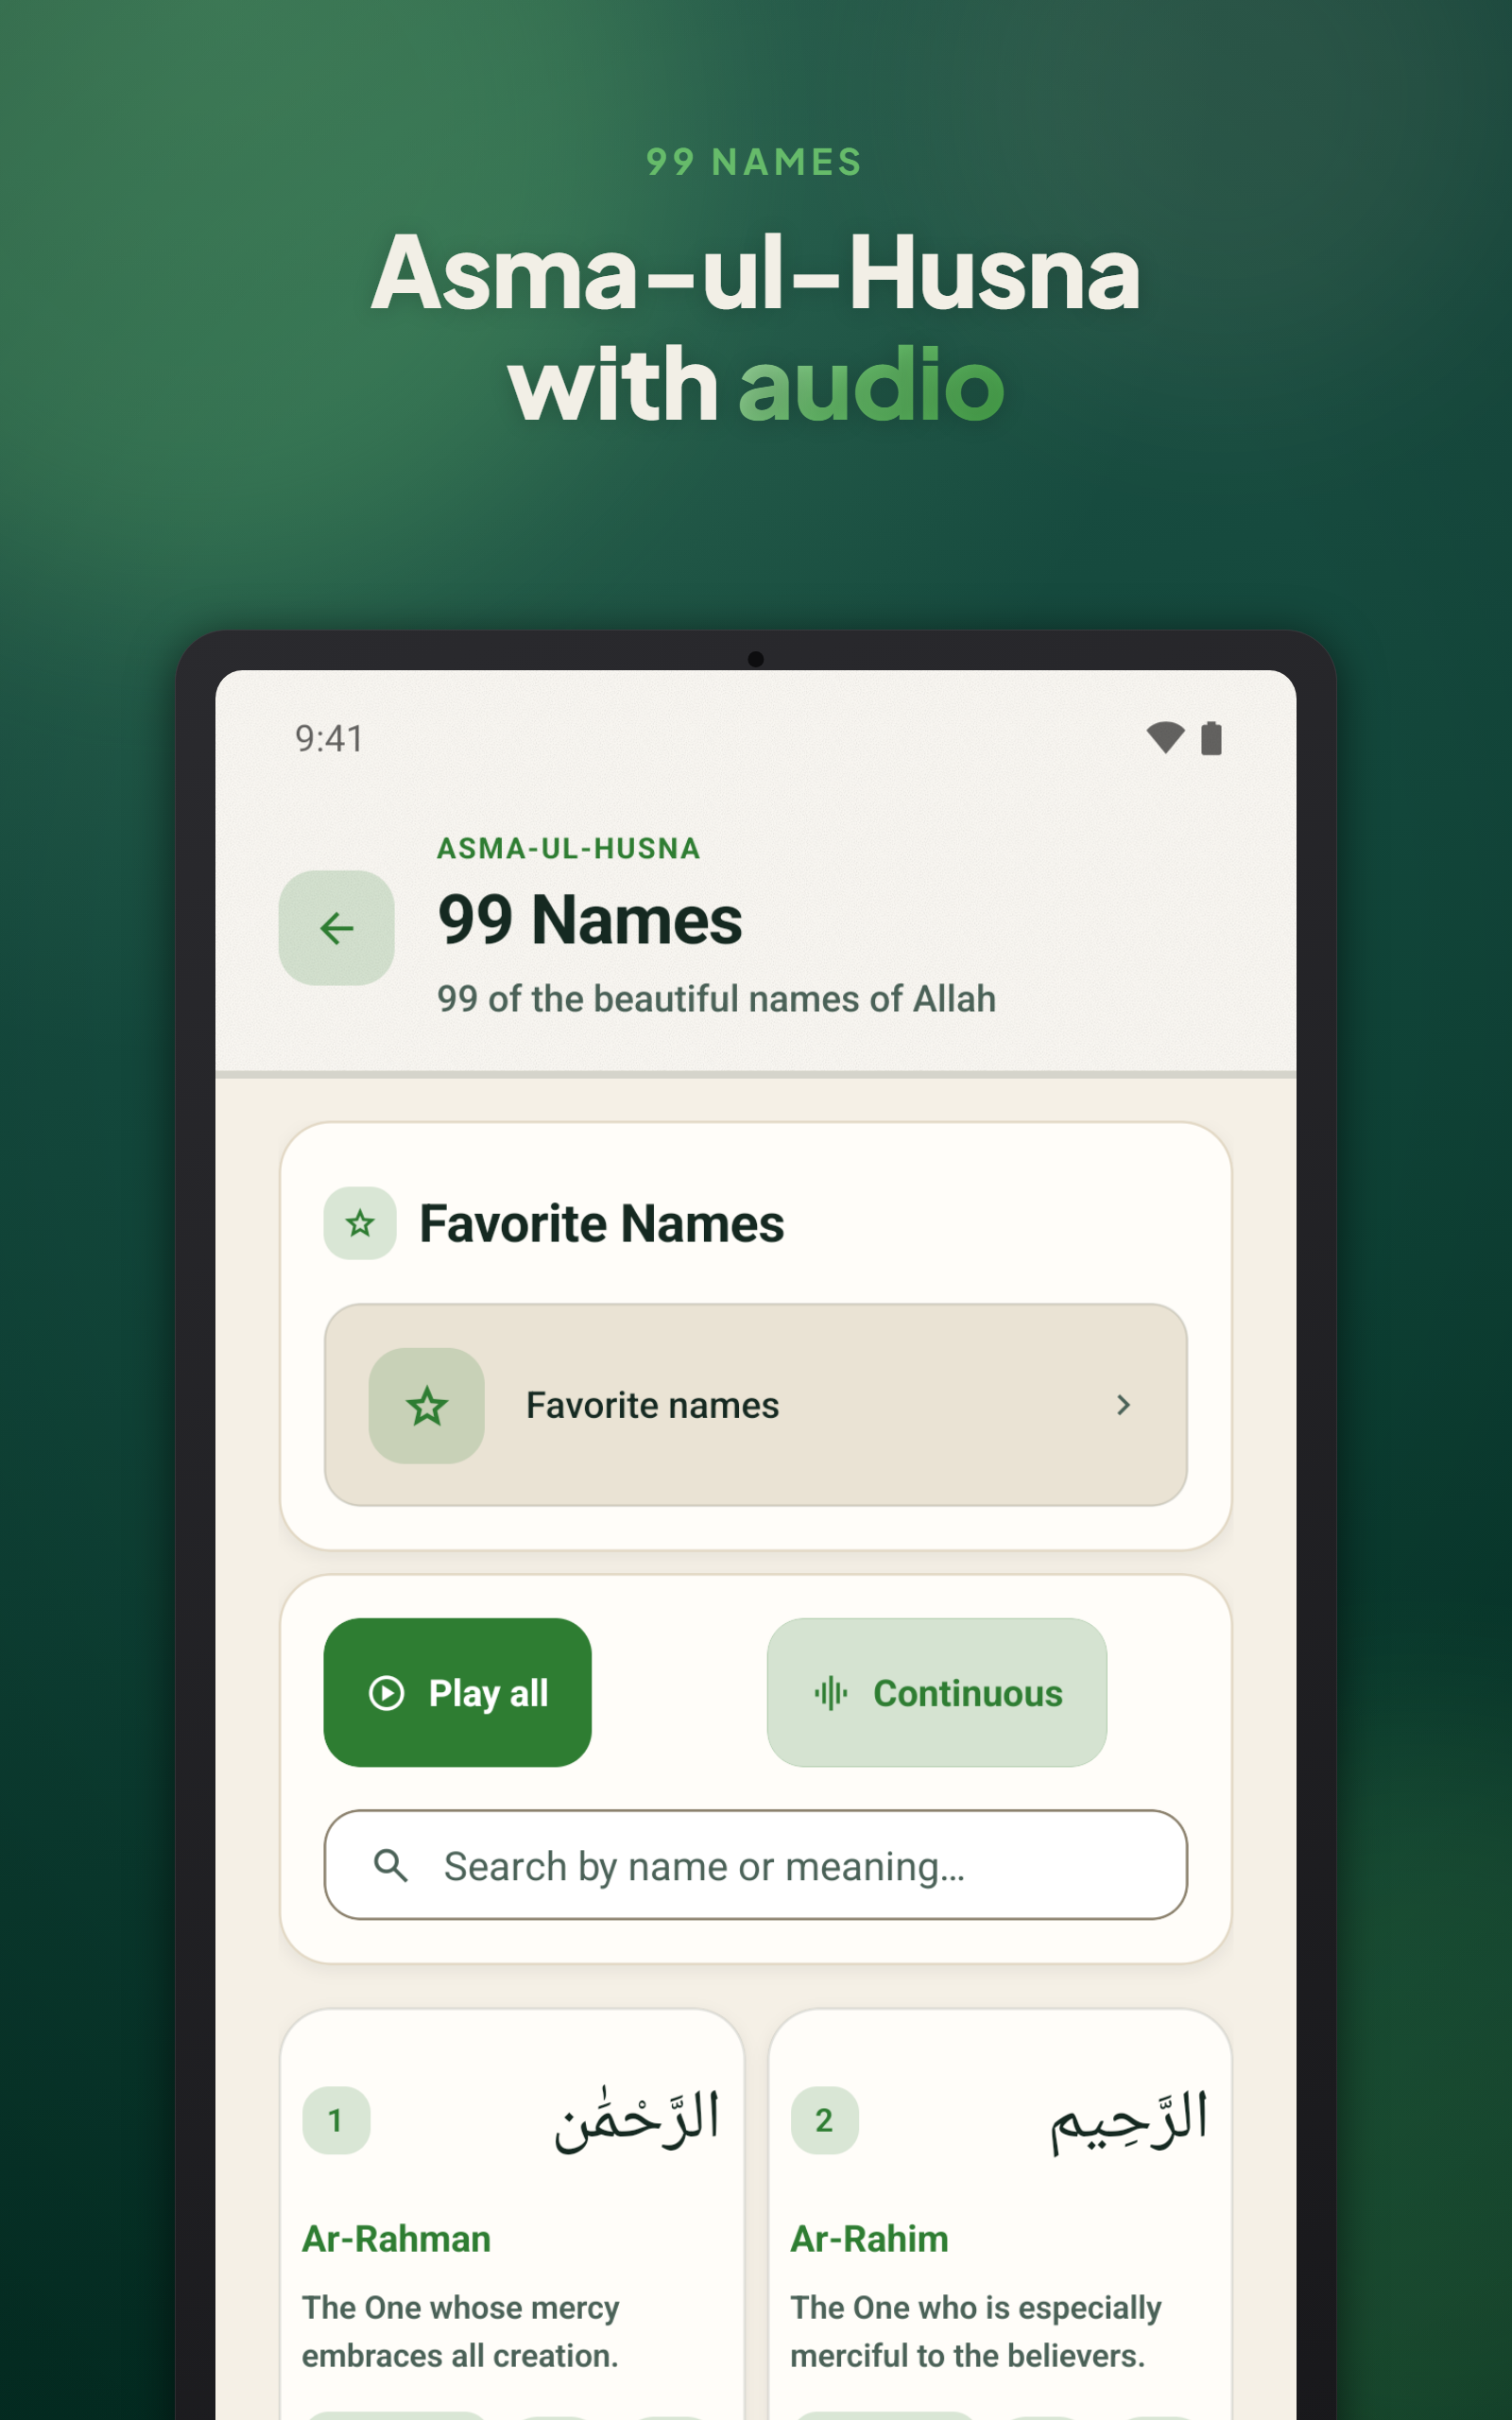 99 NAMES
Asma-ul-Husna
with audio
9:41
ASMA-UL-HUSNA
99 Names
99 of the beautiful names of Allah
Favorite Names
Favorite names
Play all
Continuous
Search by name or meaning...
1
الرَّحْمَٰن
2
الرَّحِيم
Ar-Rahman
The One whose mercy
embraces all creation.
Ar-Rahim
The One who is especially
merciful to the believers.